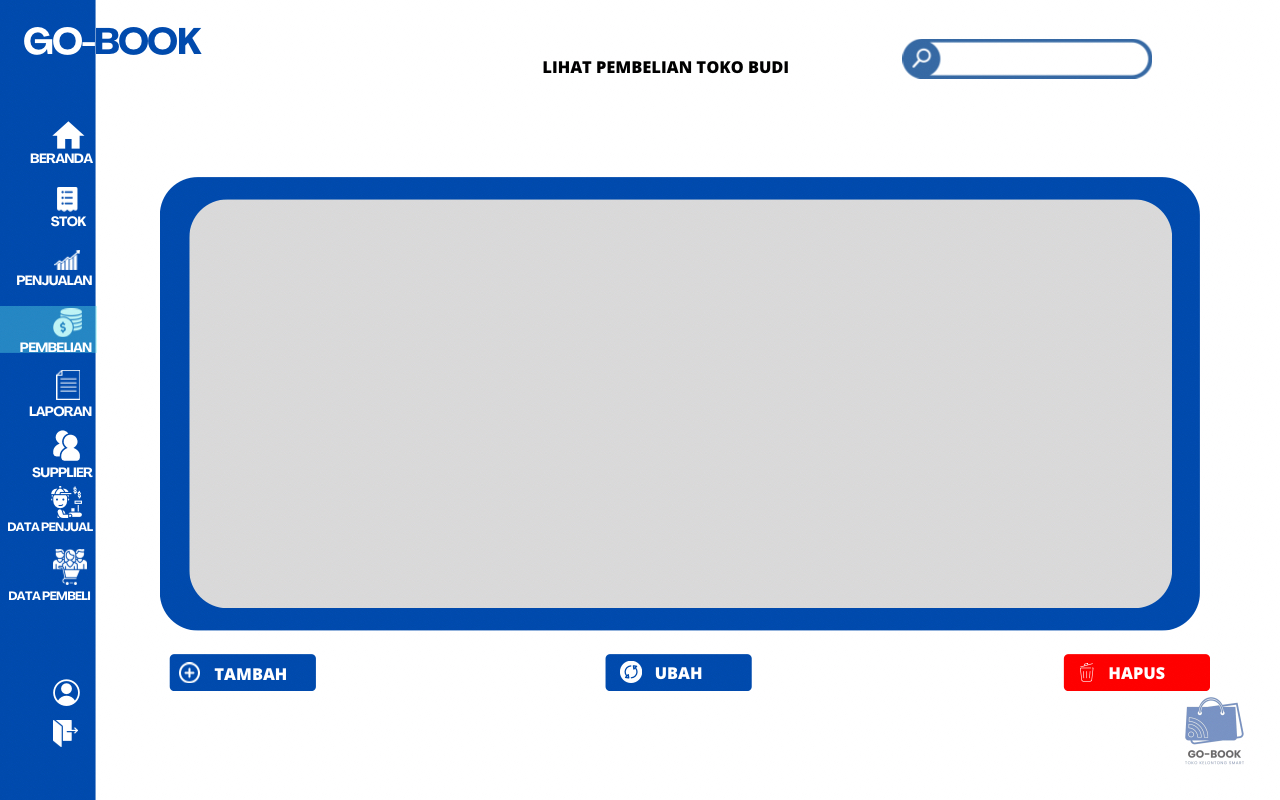 GO-BOOK
LIHAT PEMBELIAN TOKO BUDI
BERANDA
STOK
PENJUALAN
PEMBELIAN
LAPORAN
SUPPLIER
DATA PENJUAL
DATA PEMBELI
TAMBAH
UBAH
HAPUS
GO-BOOK
TOKO KELONTONG SMART